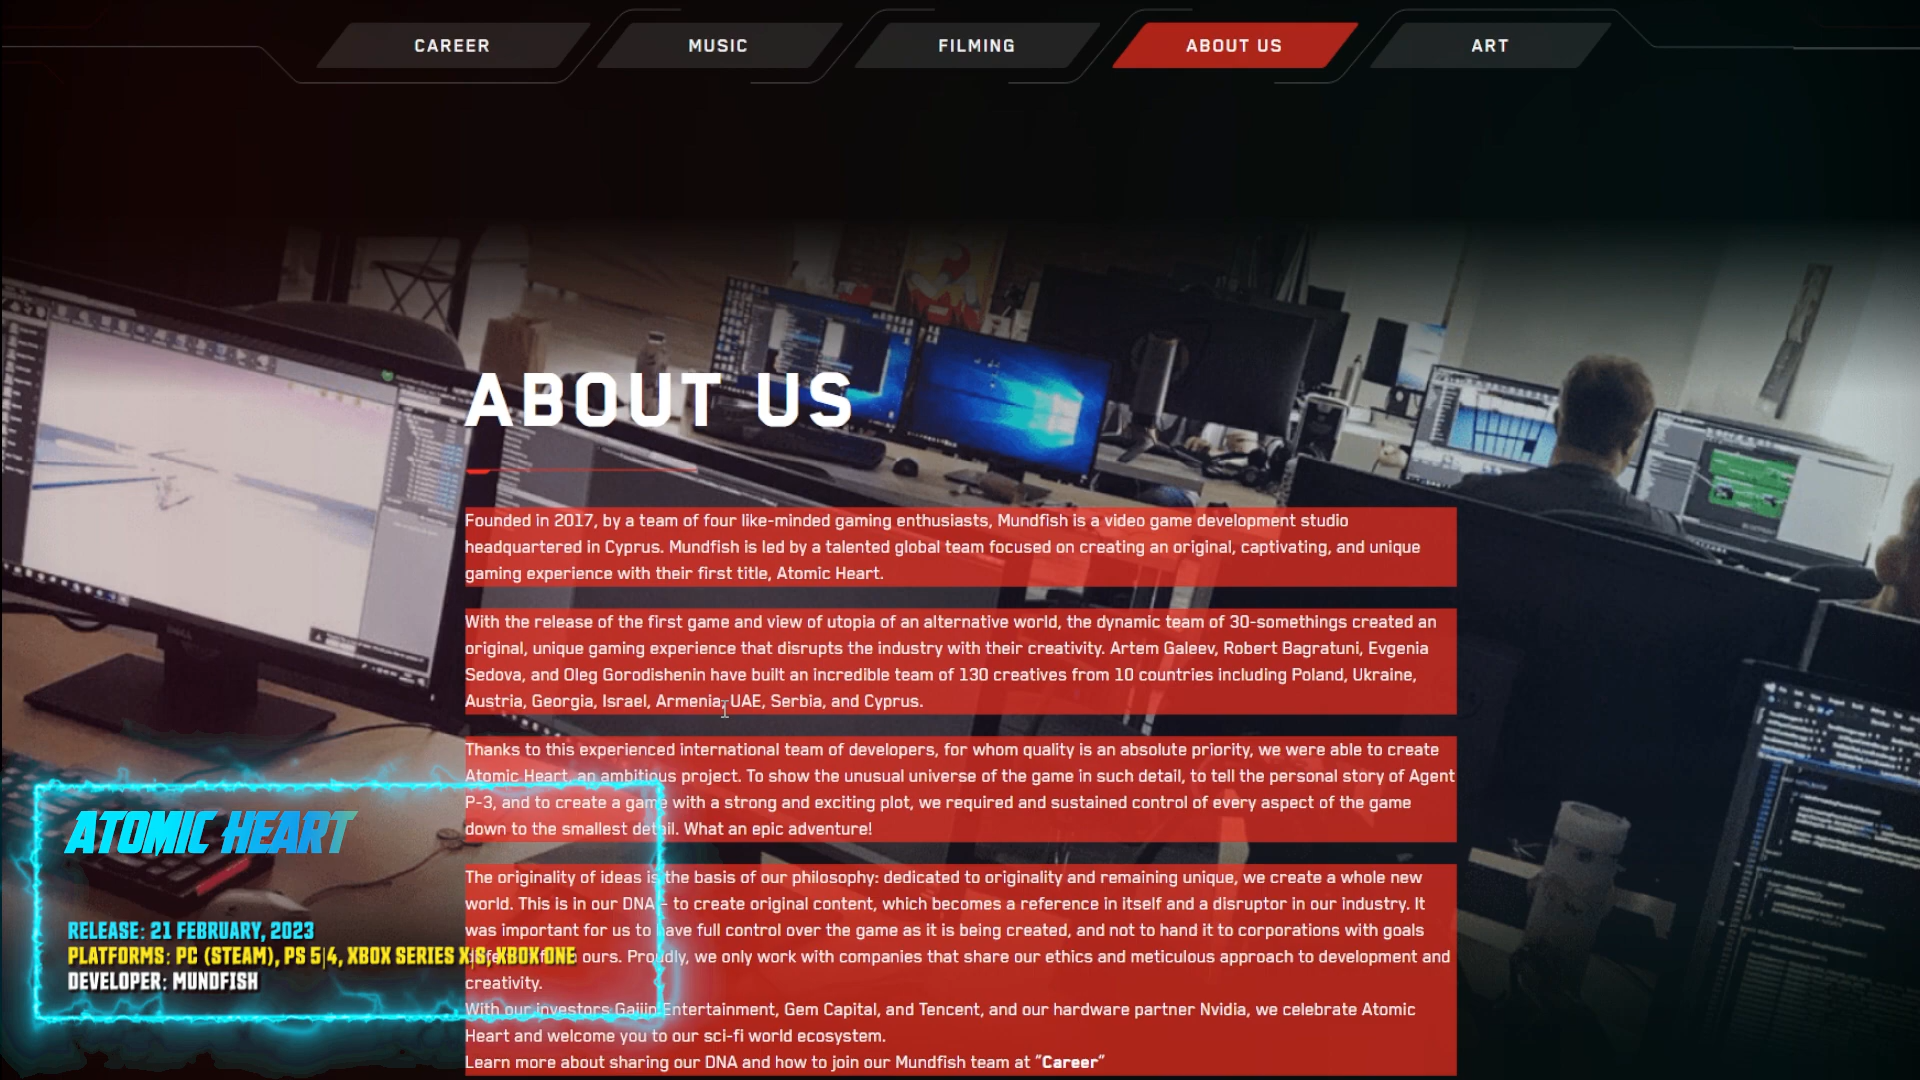 CAREER
MUSIC
FILMING
ABOUT US
ART
ABOUT US
Founded in 2017, by a team of four like-minded gaming enthusiasts, Mundfish is a video game development studio
headquartered in Cyprus. Mundfish is led by a talented global team focused on creating an original, captivating, and unique
gaming experience with their first title, Atomic Heart.
With the release of the first game and view of utopia of an alternative world, the dynamic team of 30-somethings created an
original, unique gaming experience that disrupts the industry with their creativity. Artem Galeev, Robert Bagratuni, Evgenia
Sedova, and Oleg Gorodishenin have built an incredible team of 130 creatives from 10 countries including Poland, Ukraine,
Austria, Georgia, Israel, Armenia, UAE, Serbia, and Cyprus.
Thanks to this experienced international team of developers, for whom quality is an absolute priority, we were able to create
Atomic Heart, an ambitious project. To show the unusual universe of the game in such detail, to tell the personal story of Agent
P-3, and to create a game with a strong and exciting plot, we required and sustained control of every aspect of the game
down to the smallest detail. What an epic adventure!
The originality of ideas is the basis of our philosophy: dedicated to originality and remaining unique, we create a whole new
world. This is in our DNA – to create original content, which becomes a reference in itself and a disruptor in our industry. It
was important for us to have full control over the game as it is being created, and not to hand it to corporations with goals
ours. Proudly, we only work with companies that share our ethics and meticulous approach to development and
creativity.
With our investors Gaijin Entertainment, Gem Capital, and Tencent, and our hardware partner Nvidia, we celebrate Atomic
Heart and welcome you to our sci-fi world ecosystem.
Learn more about sharing our DNA and how to join our Mundfish team at "Career"
ATOMIC HEART
RELEASE: 21 FEBRUARY, 2023
PLATFORMS: PC (STEAM), PS 5|4, XBOX SERIES X|S, XBOX ONE
DEVELOPER: MUNDFISH